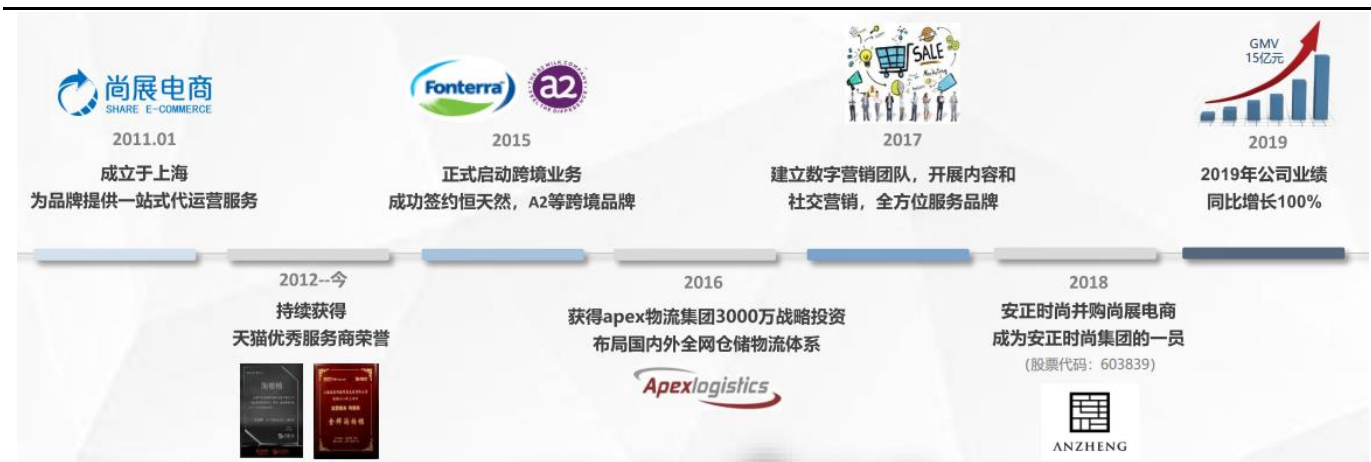 尚展电商
SHARE E-COMMERCE
2011.01
成立于上海
为品牌提供一站式代运营服务
2012--今
持续获得
天猫优秀服务商荣誉
Fonterra
THE A2 MILK COMPANY
a2
FEEL THE DIFFERENCE
2015
正式启动跨境业务
成功签约恒天然，A2等跨境品牌
2016
获得apex物流集团3000万战略投资
布局国内外全网仓储物流体系
Apexlogistics
SALE
Marketing
2017
建立数字营销团队，开展内容和
社交营销，全方位服务品牌
2018
安正时尚并购尚展电商
成为安正时尚集团的一员
(股票代码：603839)
ANZHENG
GMV
15亿元
2019
2019年公司业绩
同比增长100%